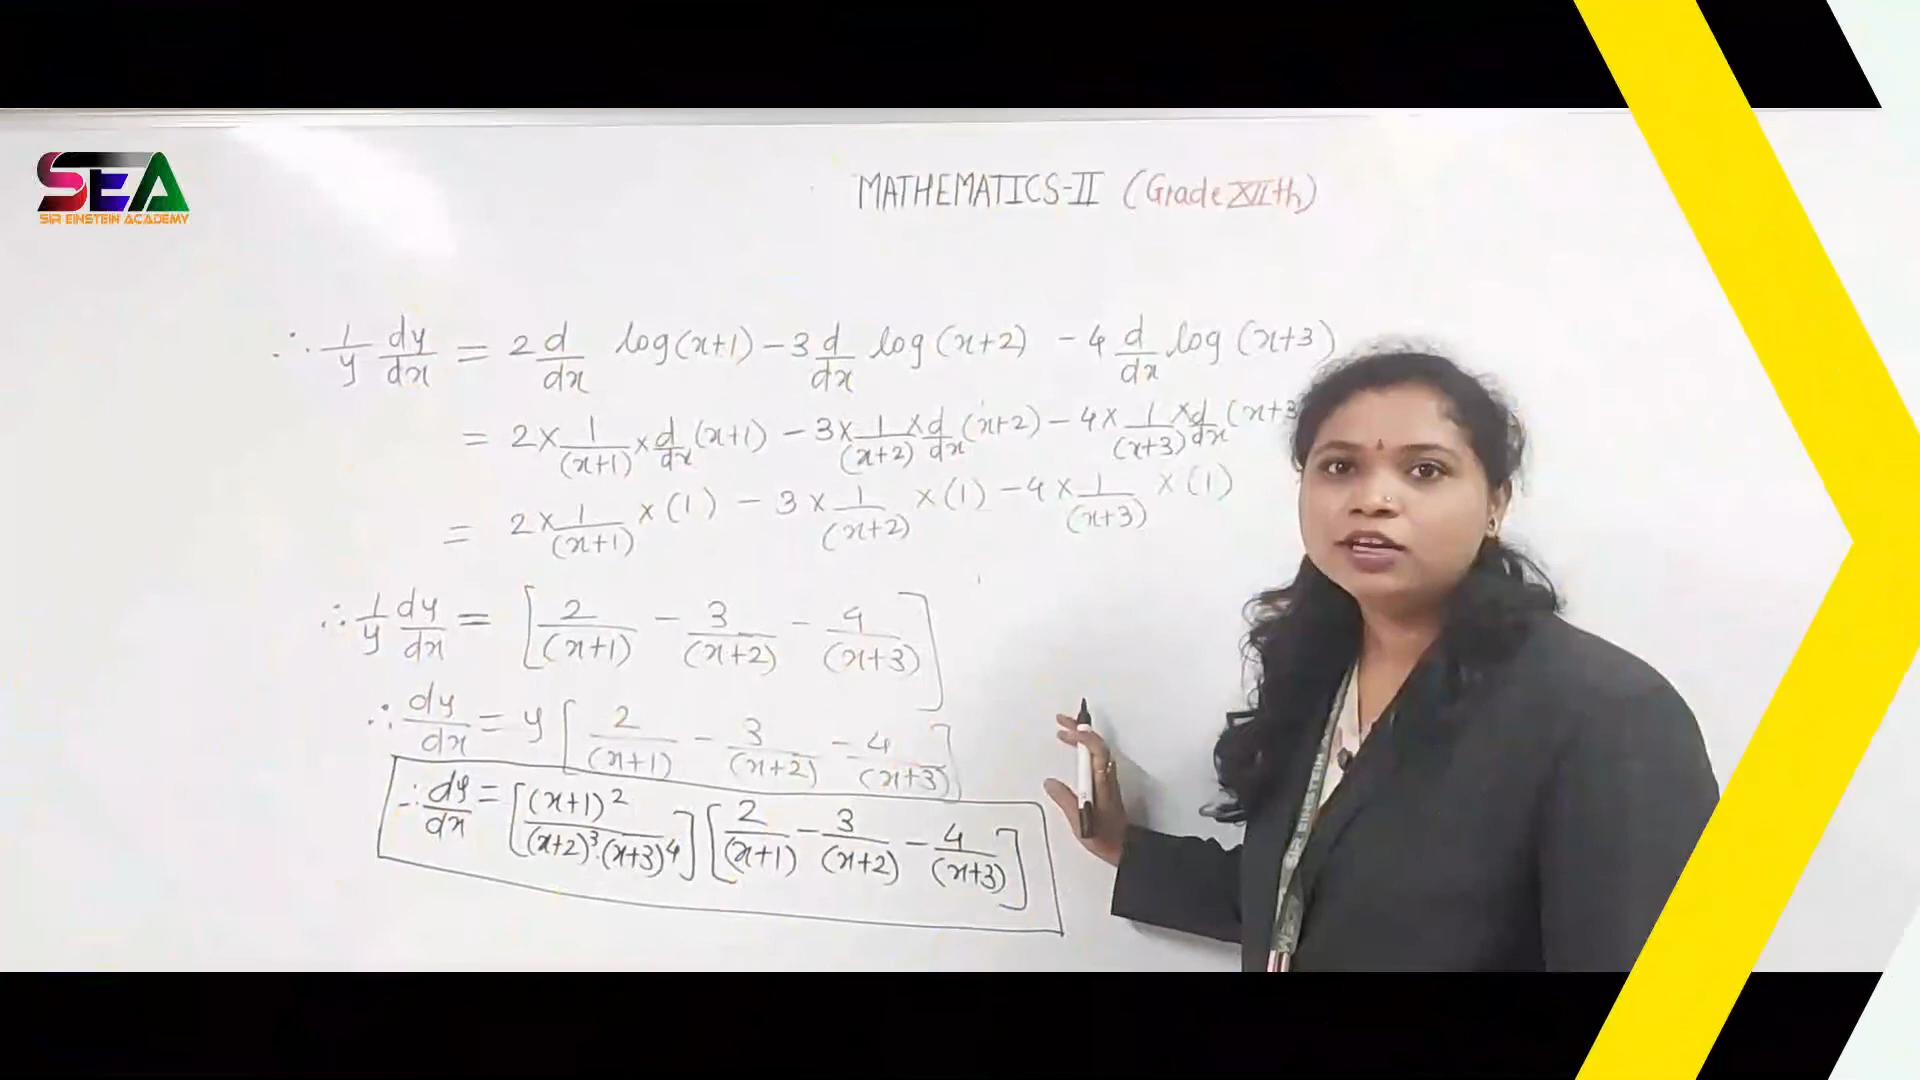 SEA
SIR EINSTEIN ACADEMY
MATHEMATICS-II (Grade XIIth)
∴ 1/y dy/dx = 2 d/dx log(x+1) - 3 d/dx log(x+2) - 4 d/dx log(x+3)
= 2 × 1/(x+1) × d/dx (x+1) - 3 × 1/(x+2) × d/dx (x+2) - 4 × 1/(x+3) × d/dx (x+3
= 2 × 1/(x+1) × (1) - 3 × 1/(x+2) × (1) - 4 × 1/(x+3) × (1)
∴ 1/y dy/dx = [2/(x+1) - 3/(x+2) - 4/(x+3)]
∴ dy/dx = y [2/(x+1) - 3/(x+2) - 4/(x+3)]
∴ dy/dx = [(x+1)²/(x+2)³·(x+3)⁴] [2/(x+1) - 3/(x+2) - 4/(x+3)]
SIR EINSTEIN